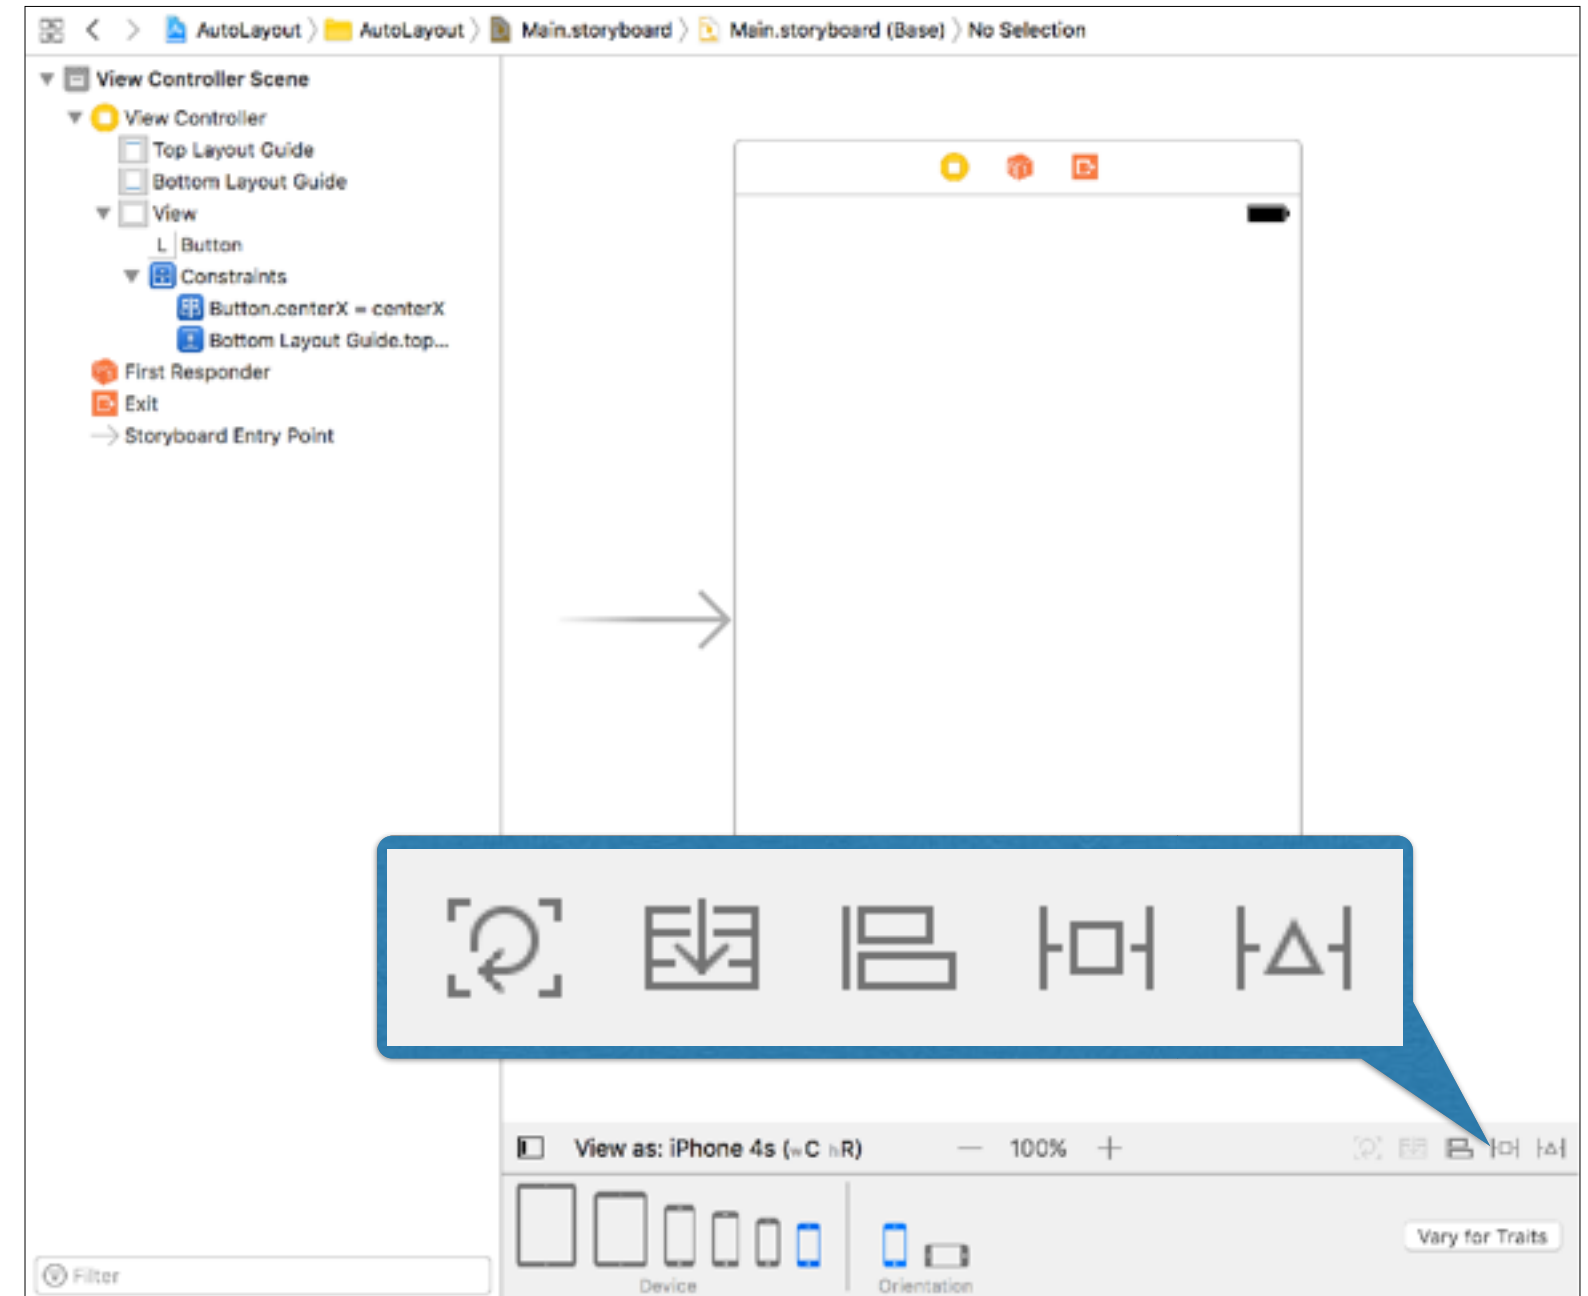 AutoLayout 〉 AutoLayout 〉 Main.storyboard 〉 Main.storyboard (Base) 〉 No Selection
View Controller Scene
View Controller
Top Layout Guide
Bottom Layout Guide
View
L Button
Constraints
Button.centerX = centerX
Bottom Layout Guide.top...
First Responder
Exit
Storyboard Entry Point
View as: iPhone 4s (wC hR)
100%
Vary for Traits
Filter
Device
Orientation